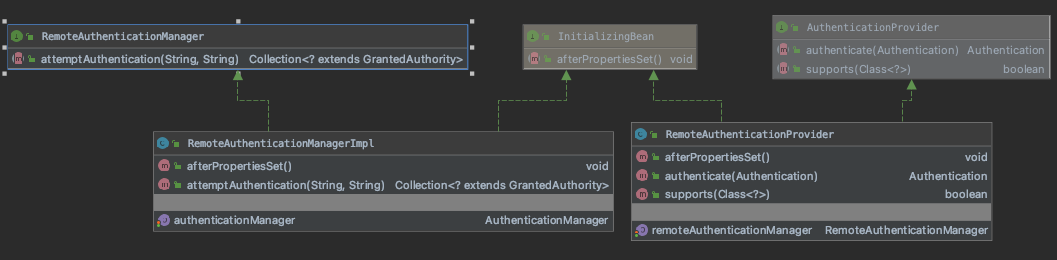 RemoteAuthenticationManager
attemptAuthentication(String, String) Collection<? extends GrantedAuthority>
InitializingBean
afterPropertiesSet() void
AuthenticationProvider
authenticate(Authentication) Authentication
supports(Class<?>) boolean
RemoteAuthenticationManagerImpl
afterPropertiesSet() void
attemptAuthentication(String, String) Collection<? extends GrantedAuthority>
authenticationManager AuthenticationManager
RemoteAuthenticationProvider
afterPropertiesSet() void
authenticate(Authentication) Authentication
supports(Class<?>) boolean
remoteAuthenticationManager RemoteAuthenticationManager